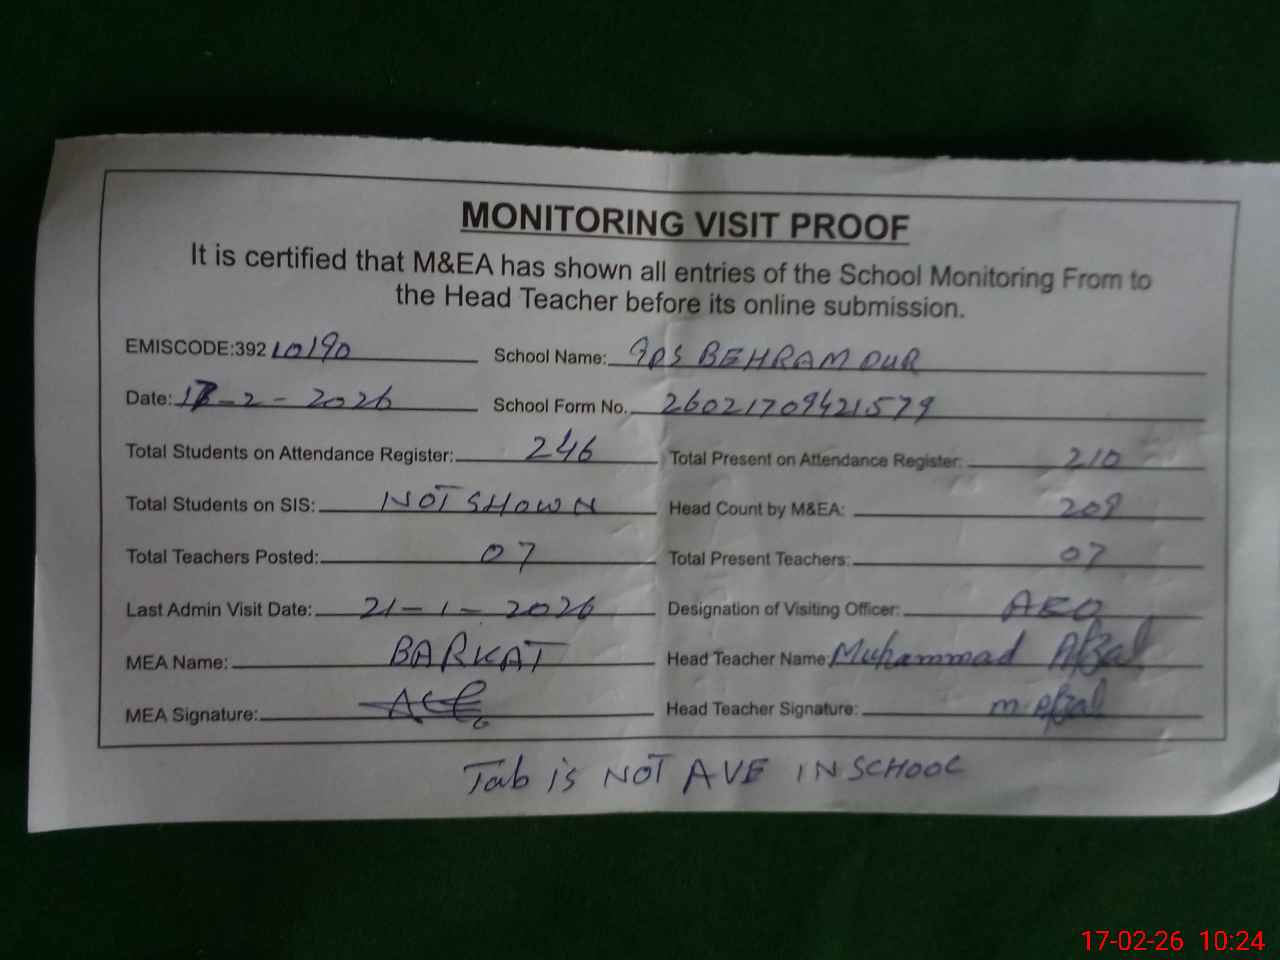 MONITORING VISIT PROOF
It is certified that M&EA has shown all entries of the School Monitoring From to
the Head Teacher before its online submission.
EMISCODE:392 10190 School Name: GPS BEHRAM PUR
Date: 17-2-2026 School Form No. 26021709421579
Total Students on Attendance Register: 246 Total Present on Attendance Register: 210
Total Students on SIS: NOT SHOWN Head Count by M&EA: 209
Total Teachers Posted: 07 Total Present Teachers: 07
Last Admin Visit Date: 21-1-2026 Designation of Visiting Officer: AEO
MEA Name: BARKAT Head Teacher Name Muhammad Afzal
MEA Signature: Head Teacher Signature: M. Afzal
Tab is NOT AVE IN SCHOOL
17-02-26 10:24